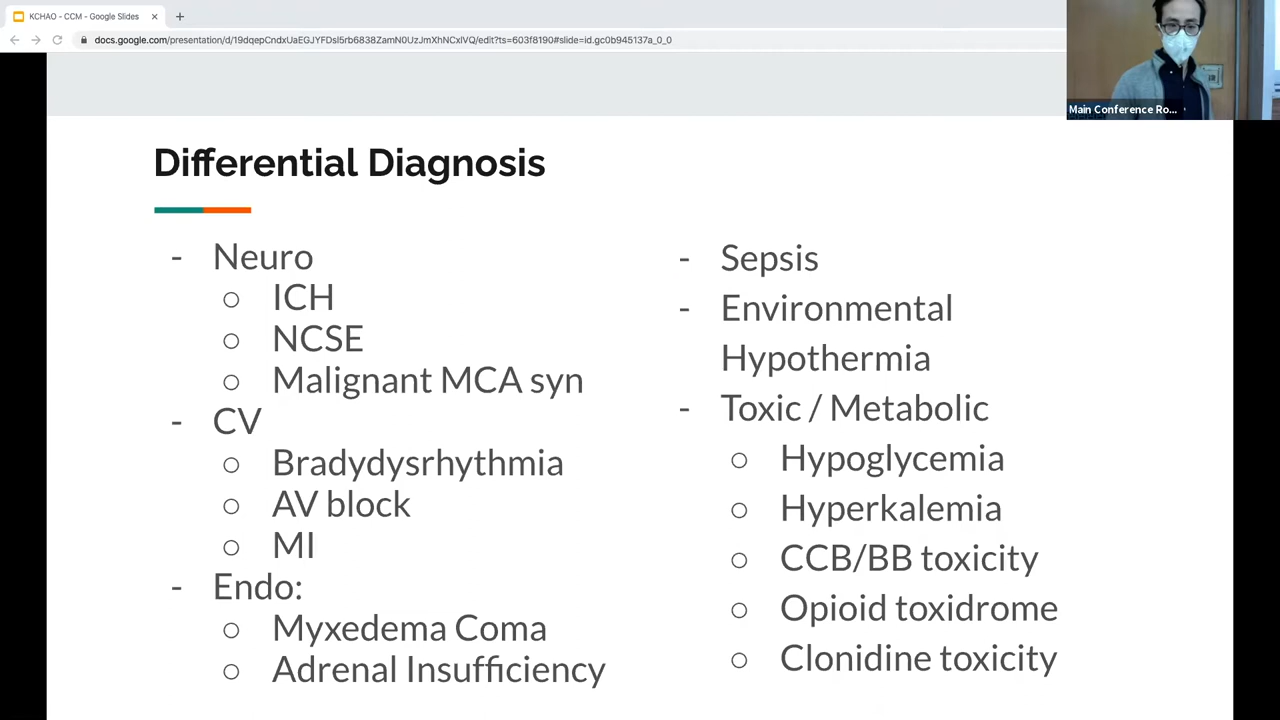 KCHAO - CCM - Google Slides
docs.google.com/presentation/d/19dqepCndxUaEGJYFDsl5rb6838ZamN0UzJmXhNCxlVQ/edit?ts=603f8190#slide=id.gc0b945137a_0_0
Main Conference Ro...
Differential Diagnosis
- Neuro
○ ICH
○ NCSE
○ Malignant MCA syn
- CV
○ Bradydysrhythmia
○ AV block
○ MI
- Endo:
○ Myxedema Coma
○ Adrenal Insufficiency
- Sepsis
- Environmental
Hypothermia
- Toxic / Metabolic
○ Hypoglycemia
○ Hyperkalemia
○ CCB/BB toxicity
○ Opioid toxidrome
○ Clonidine toxicity